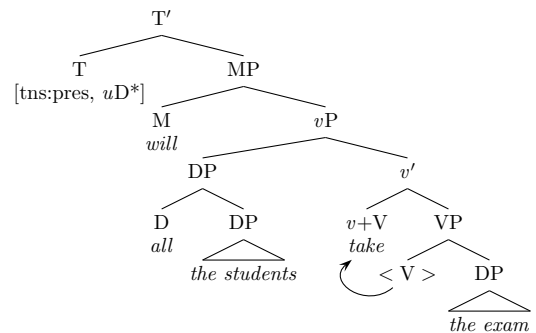 T′
T MP
[tns:pres, uD*]
M vP
will
DP v′
D DP v+V VP
all take
the students < V > DP
the exam